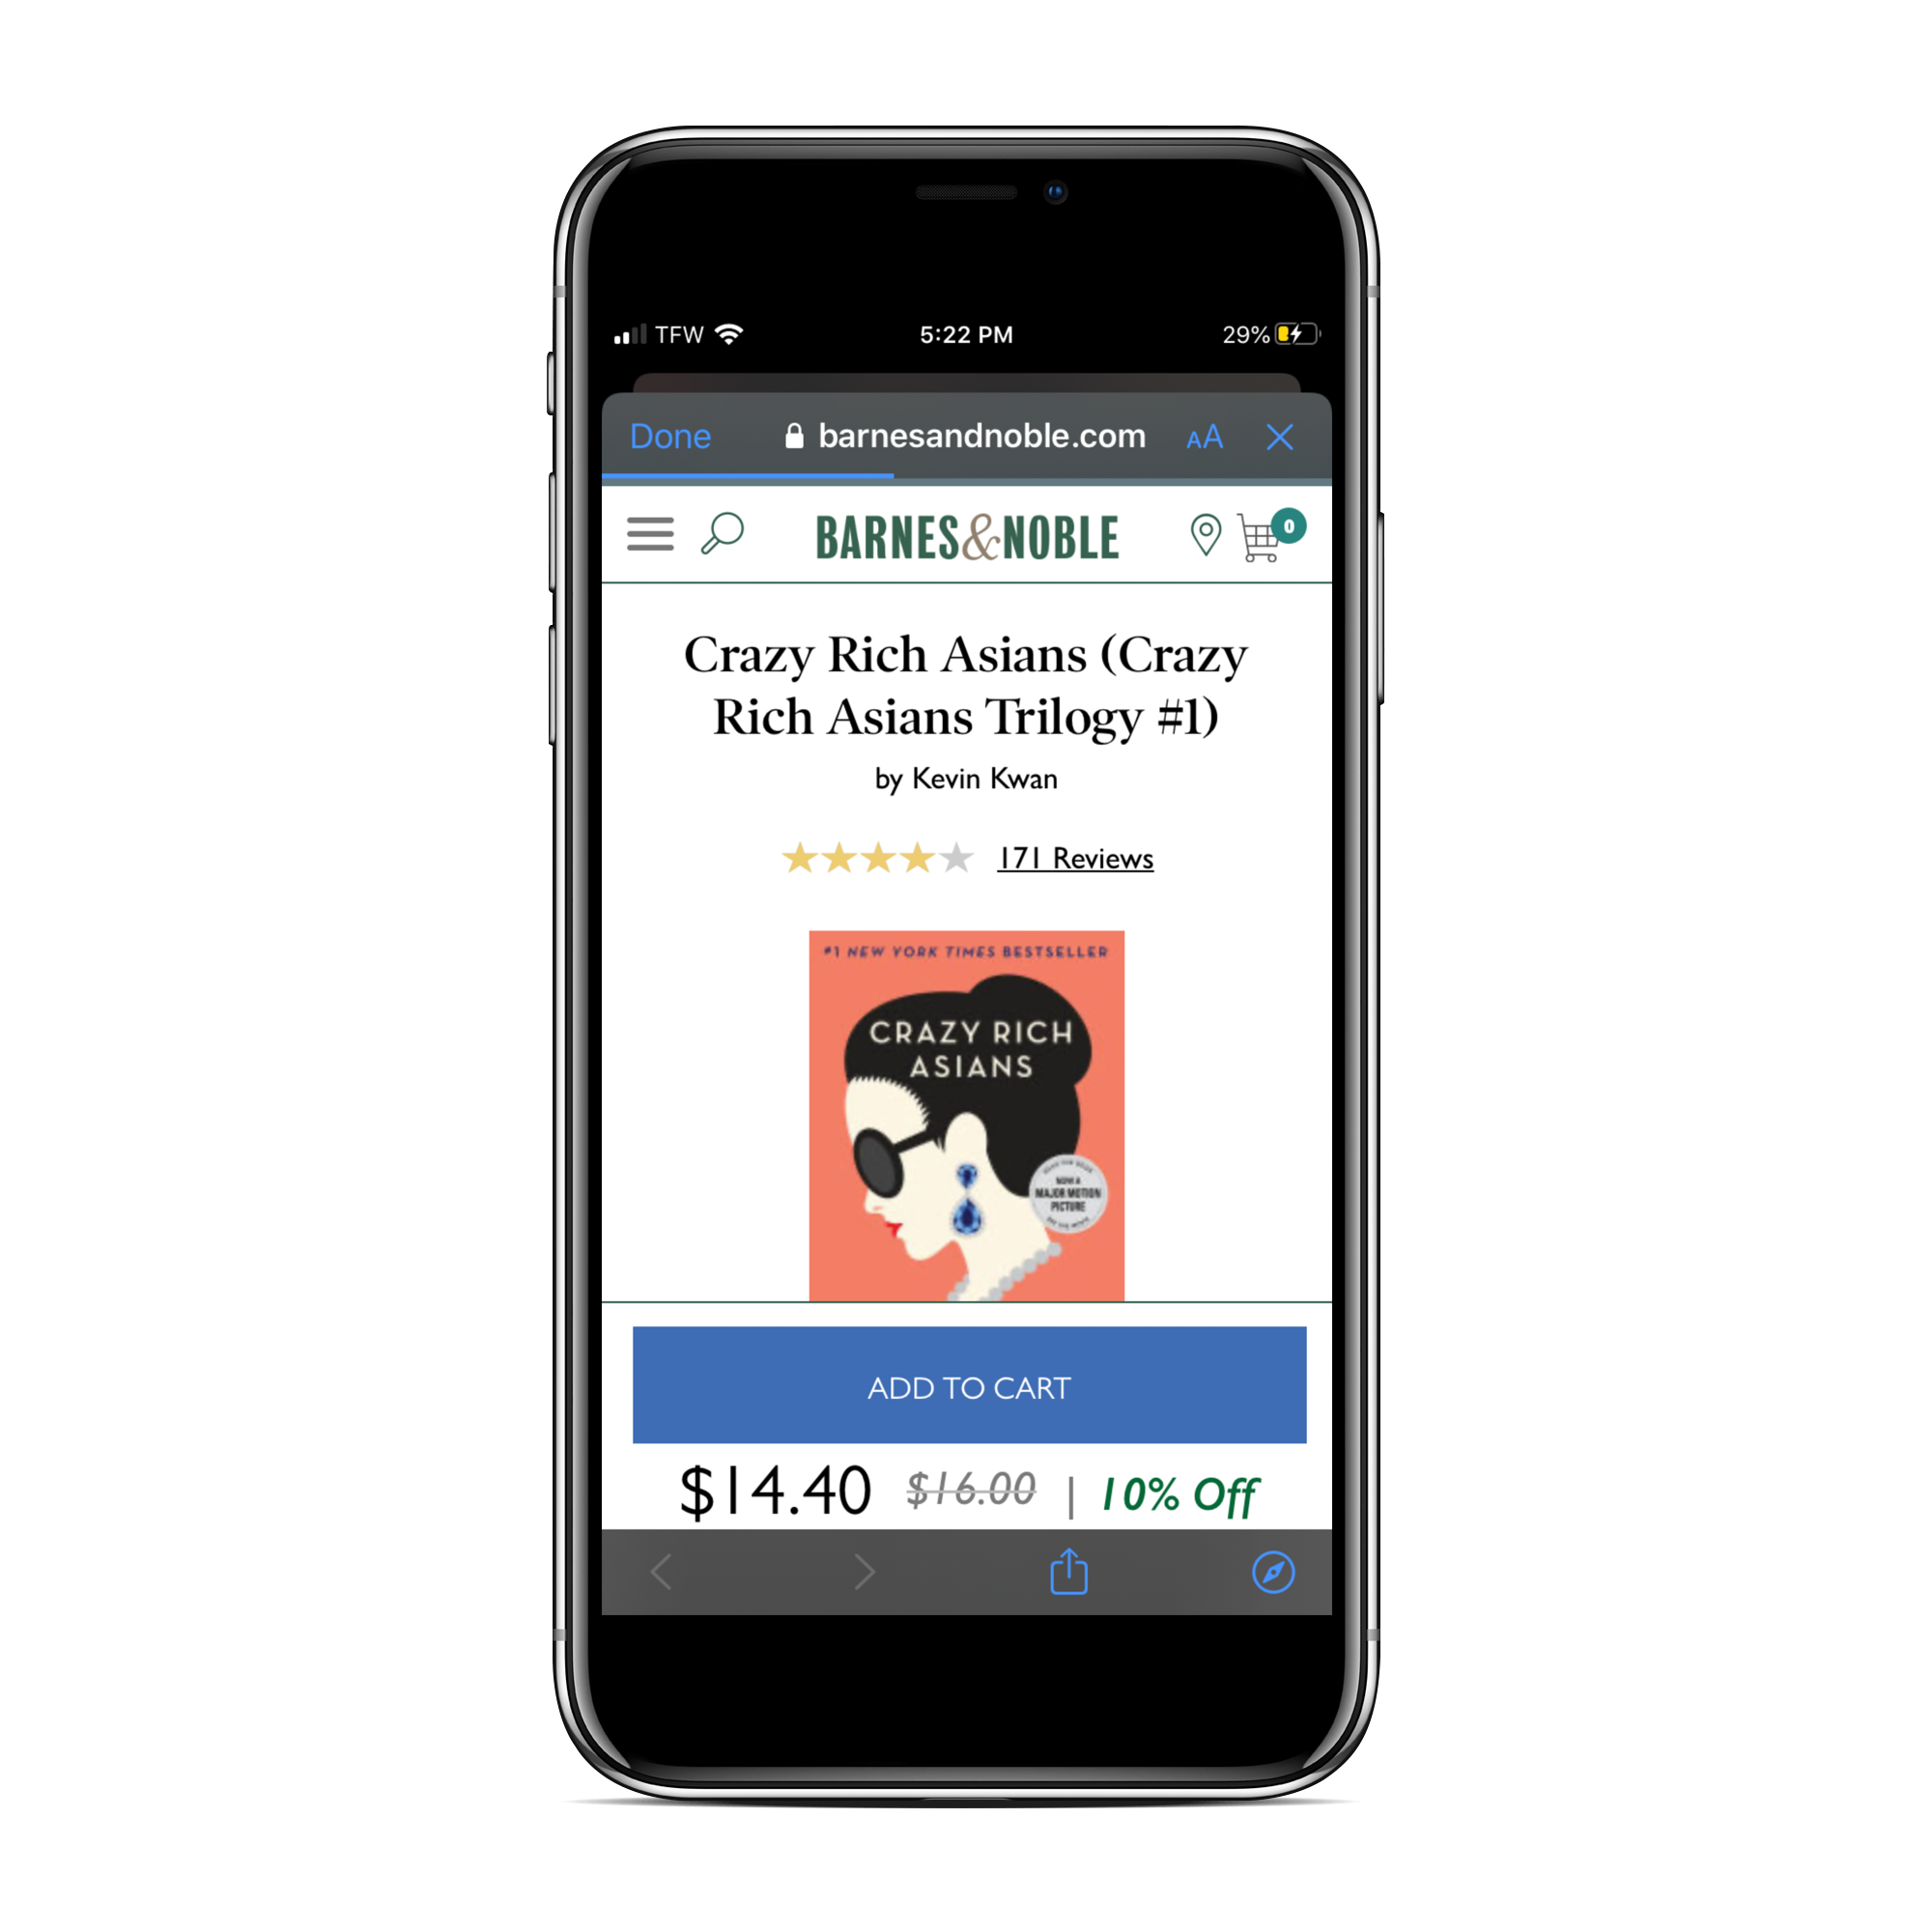 TFW 5:22 PM 29%
Done barnesandnoble.com AA
BARNES&NOBLE 0
Crazy Rich Asians (Crazy
Rich Asians Trilogy #1)
by Kevin Kwan
171 Reviews
#1 NEW YORK TIMES BESTSELLER
CRAZY RICH
ASIANS
NOW A
MAJOR MOTION
PICTURE
ADD TO CART
$14.40 $16.00 | 10% Off